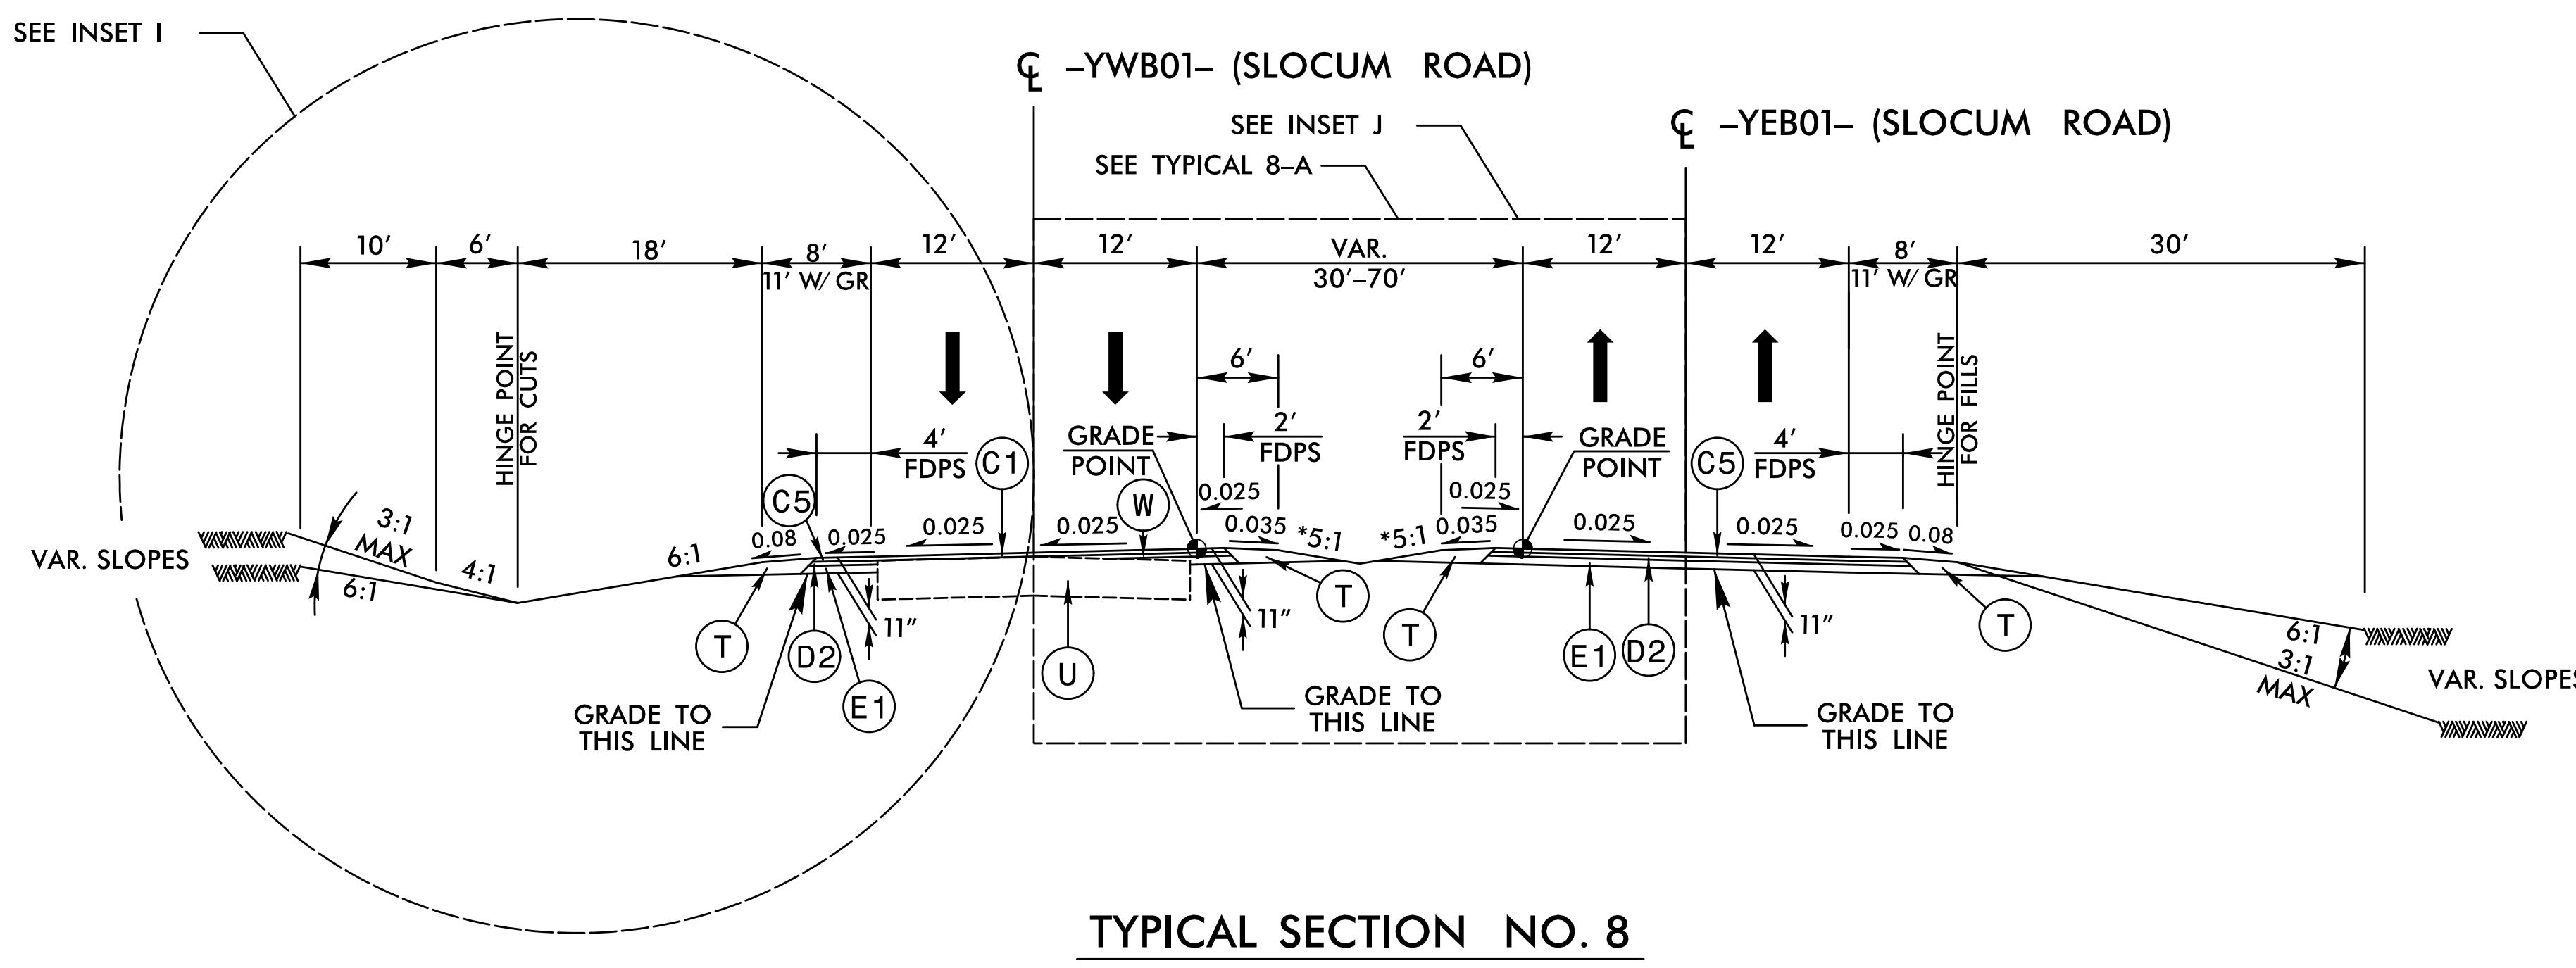 SEE INSET I
℄ –YWB01– (SLOCUM ROAD)
SEE INSET J
℄ –YEB01– (SLOCUM ROAD)
SEE TYPICAL 8–A
10' 6' 18' 8' 12' 12' VAR. 12' 12' 8' 30'
11' W/ GR 30'–70' 11' W/ GR
HINGE POINT
FOR CUTS
HINGE POINT
FOR FILLS
6' 6'
4'
FDPS
C1
GRADE
POINT
2'
FDPS
2'
FDPS
GRADE
POINT
C5
4'
FDPS
C5
W
0.025 0.025
3:1
MAX
6:1
0.08 0.025 0.025 0.025 0.035 *5:1 *5:1 0.035 0.025 0.025 0.025 0.08
VAR. SLOPES
4:1
6:1
11"
11"
11"
T
D2
E1
U
T
T
E1
D2
T
6:1
3:1
MAX
VAR. SLOPES
GRADE TO
THIS LINE
GRADE TO
THIS LINE
GRADE TO
THIS LINE
TYPICAL SECTION NO. 8